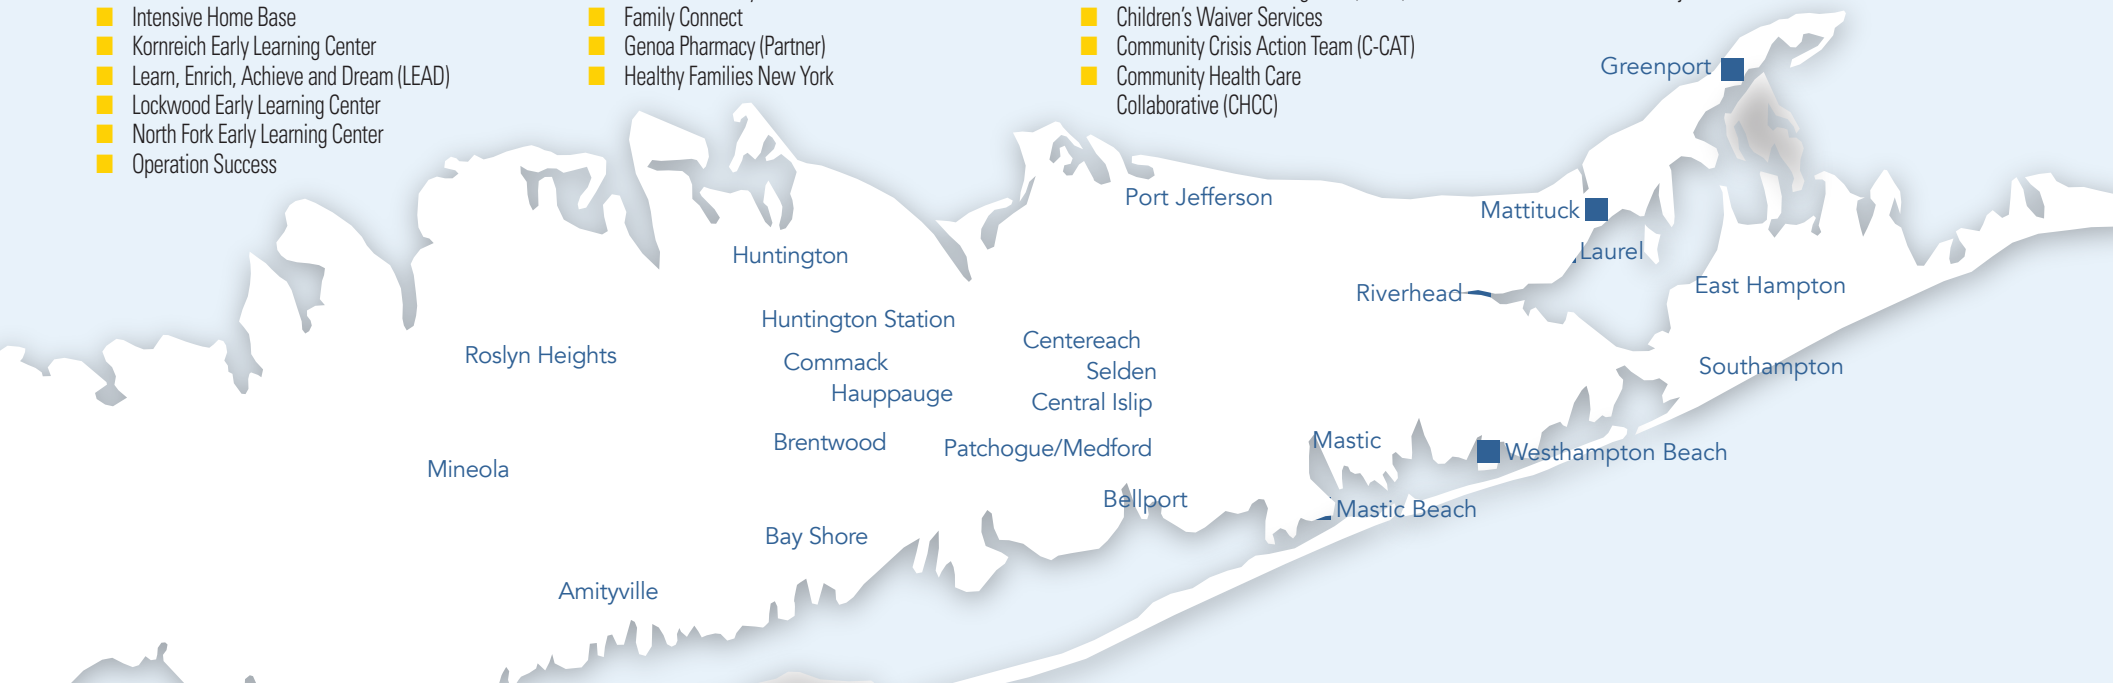 Intensive Home Base
Kornreich Early Learning Center
Learn, Enrich, Achieve and Dream (LEAD)
Lockwood Early Learning Center
North Fork Early Learning Center
Operation Success
Family Connect
Genoa Pharmacy (Partner)
Healthy Families New York
Children’s Waiver Services
Community Crisis Action Team (C-CAT)
Community Health Care
Collaborative (CHCC)
Greenport
Port Jefferson
Mattituck
Laurel
Huntington
East Hampton
Riverhead
Huntington Station
Centereach
Roslyn Heights
Commack
Selden
Southampton
Hauppauge
Central Islip
Brentwood
Patchogue/Medford
Mastic
Westhampton Beach
Mineola
Bellport
Mastic Beach
Bay Shore
Amityville